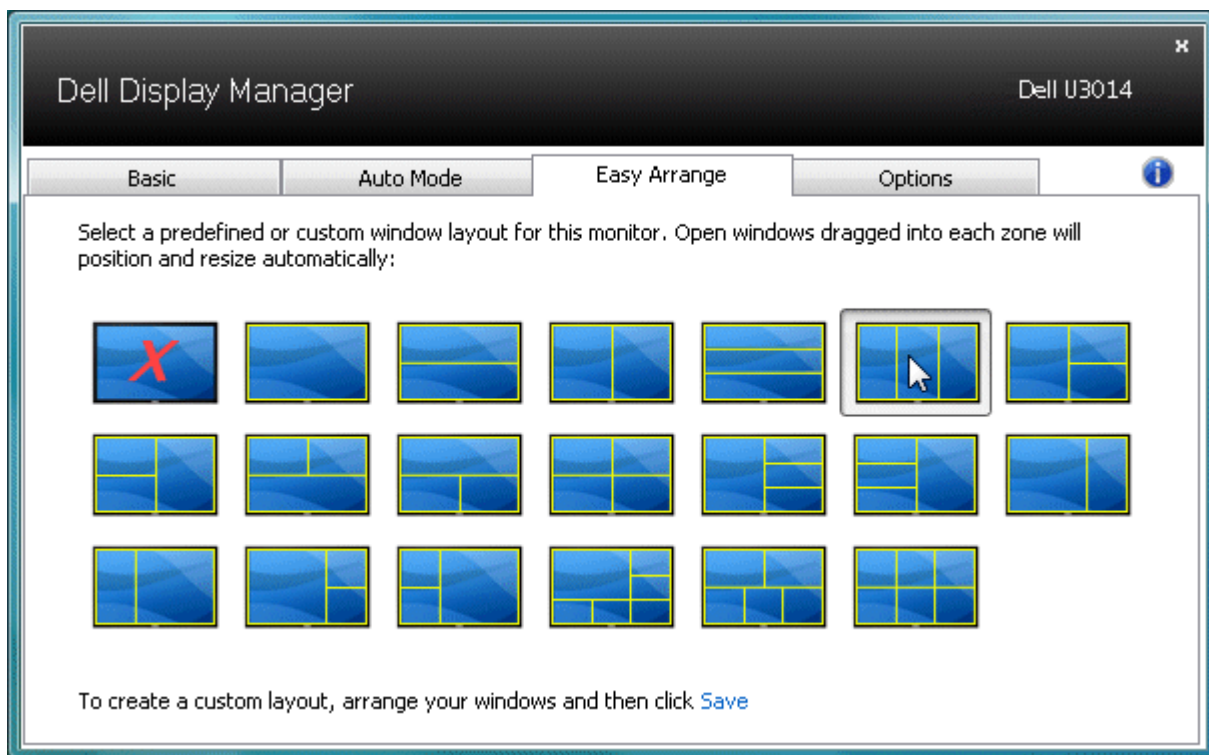 Dell Display Manager
Dell U3014
Basic
Auto Mode
Easy Arrange
Options
Select a predefined or custom window layout for this monitor. Open windows dragged into each zone will
position and resize automatically:
To create a custom layout, arrange your windows and then click Save